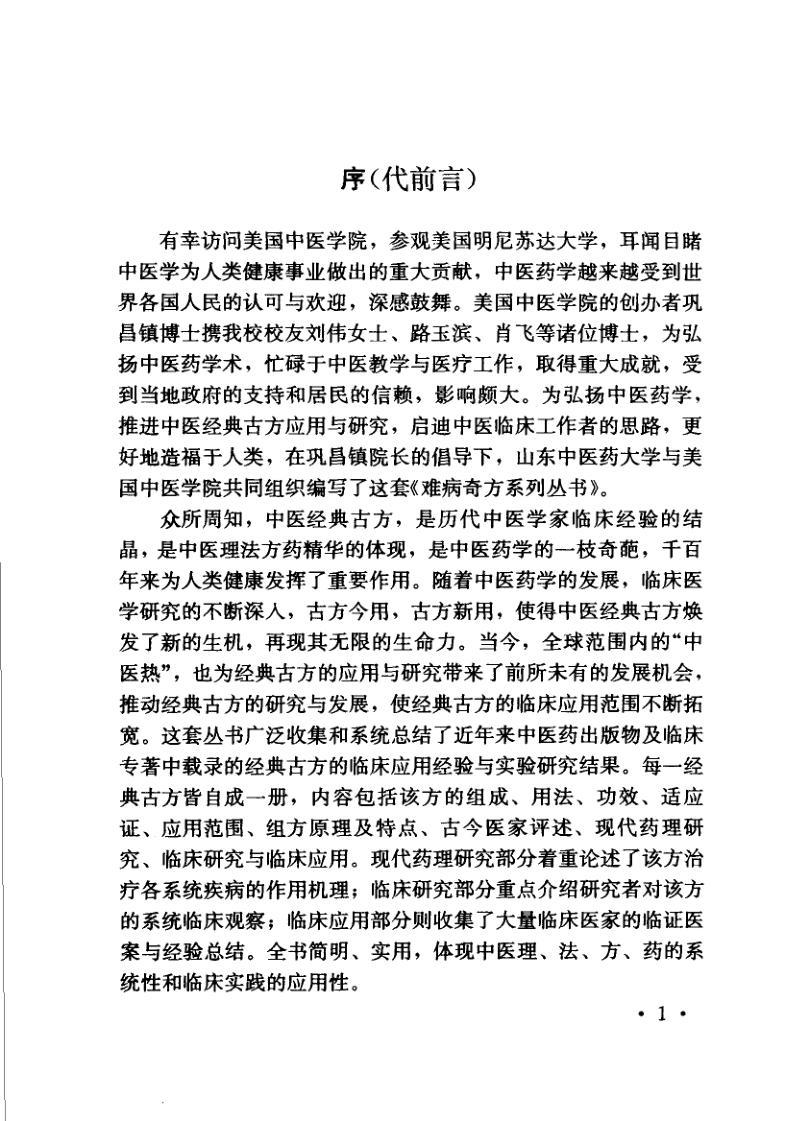 序(代前言)
有幸访问美国中医学院，参观美国明尼苏达大学，耳闻目睹
中医学为人类健康事业做出的重大贡献，中医药学越来越受到世
界各国人民的认可与欢迎，深感鼓舞。美国中医学院的创办者巩
昌镇博士携我校校友刘伟女士、路玉滨、肖飞等诸位博士，为弘
扬中医药学术，忙碌于中医教学与医疗工作，取得重大成就，受
到当地政府的支持和居民的信赖，影响颇大。为弘扬中医药学，
推进中医经典古方应用与研究，启迪中医临床工作者的思路，更
好地造福于人类，在巩昌镇院长的倡导下，山东中医药大学与美
国中医学院共同组织编写了这套《难病奇方系列丛书》。
众所周知，中医经典古方，是历代中医学家临床经验的结
晶，是中医理法方药精华的体现，是中医药学的一枝奇葩，千百
年来为人类健康发挥了重要作用。随着中医药学的发展，临床医
学研究的不断深人，古方今用，古方新用，使得中医经典古方焕
发了新的生机，再现其无限的生命力。当今，全球范围内的“中
医热”，也为经典古方的应用与研究带来了前所未有的发展机会，
推动经典古方的研究与发展，使经典古方的临床应用范围不断拓
宽。这套丛书广泛收集和系统总结了近年来中医药出版物及临床
专著中载录的经典古方的临床应用经验与实验研究结果。每一经
典古方皆自成一册，内容包括该方的组成、用法、功效、适应
证、应用范围、组方原理及特点、古今医家评述、现代药理研
究、临床研究与临床应用。现代药理研究部分着重论述了该方治
疗各系统疾病的作用机理；临床研究部分重点介绍研究者对该方
的系统临床观察；临床应用部分则收集了大量临床医家的临证医
案与经验总结。全书简明、实用，体现中医理、法、方、药的系
统性和临床实践的应用性。
• 1 •